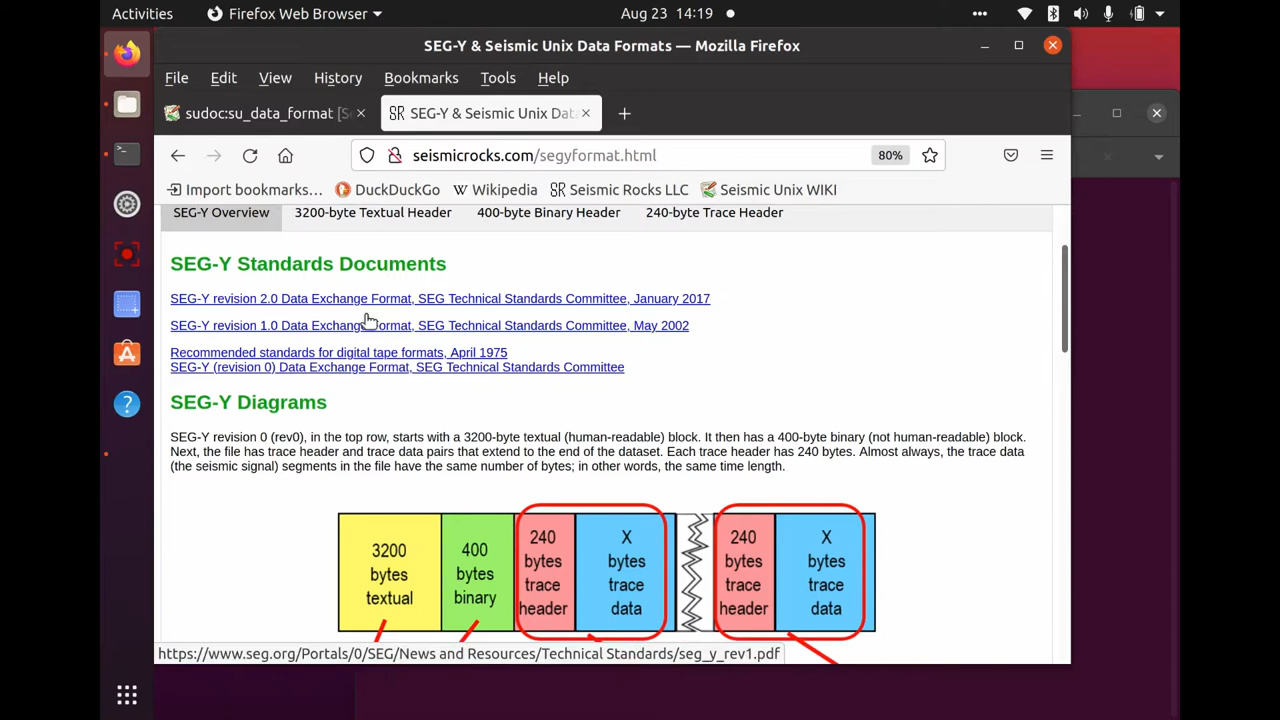 Activities
Firefox Web Browser
Aug 23 14:19
SEG-Y & Seismic Unix Data Formats — Mozilla Firefox
File Edit View History Bookmarks Tools Help
sudoc:su_data_format [Se
SEG-Y & Seismic Unix Data
seismicrocks.com/segyformat.html
80%
Import bookmarks…
DuckDuckGo
Wikipedia
Seismic Rocks LLC
Seismic Unix WIKI
SEG-Y Overview
3200-byte Textual Header
400-byte Binary Header
240-byte Trace Header
SEG-Y Standards Documents
SEG-Y revision 2.0 Data Exchange Format, SEG Technical Standards Committee, January 2017
SEG-Y revision 1.0 Data Exchange Format, SEG Technical Standards Committee, May 2002
Recommended standards for digital tape formats, April 1975
SEG-Y (revision 0) Data Exchange Format, SEG Technical Standards Committee
SEG-Y Diagrams
SEG-Y revision 0 (rev0), in the top row, starts with a 3200-byte textual (human-readable) block. It then has a 400-byte binary (not human-readable) block.
Next, the file has trace header and trace data pairs that extend to the end of the dataset. Each trace header has 240 bytes. Almost always, the trace data
(the seismic signal) segments in the file have the same number of bytes; in other words, the same time length.
3200
bytes
textual
400
bytes
binary
240
bytes
trace
header
X
bytes
trace
data
240
bytes
trace
header
X
bytes
trace
data
https://www.seg.org/Portals/0/SEG/News and Resources/Technical Standards/seg_y_rev1.pdf